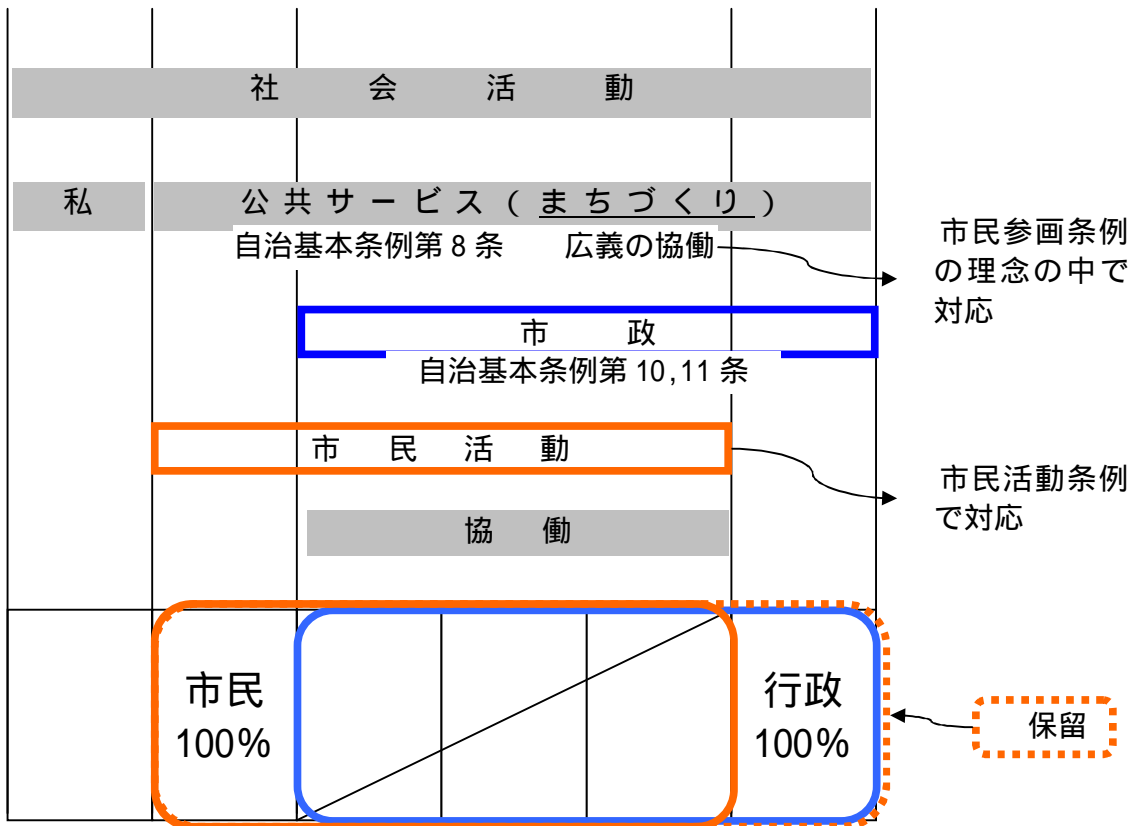 社会活動
私
公共サービス(まちづくり)
自治基本条例第8条 広義の協働
市民参画条例
の理念の中で
対応
市政
自治基本条例第10,11条
市民活動
市民活動条例
で対応
協働
市民
100%
行政
100%
保留